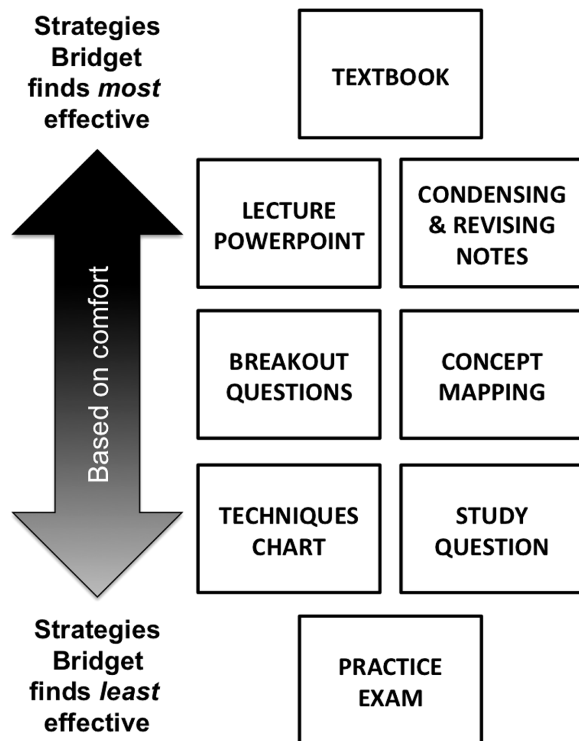 Strategies
Bridget
finds most
effective
TEXTBOOK
LECTURE
POWERPOINT
CONDENSING
& REVISING
NOTES
Based on comfort
BREAKOUT
QUESTIONS
CONCEPT
MAPPING
TECHNIQUES
CHART
STUDY
QUESTION
Strategies
Bridget
finds least
effective
PRACTICE
EXAM